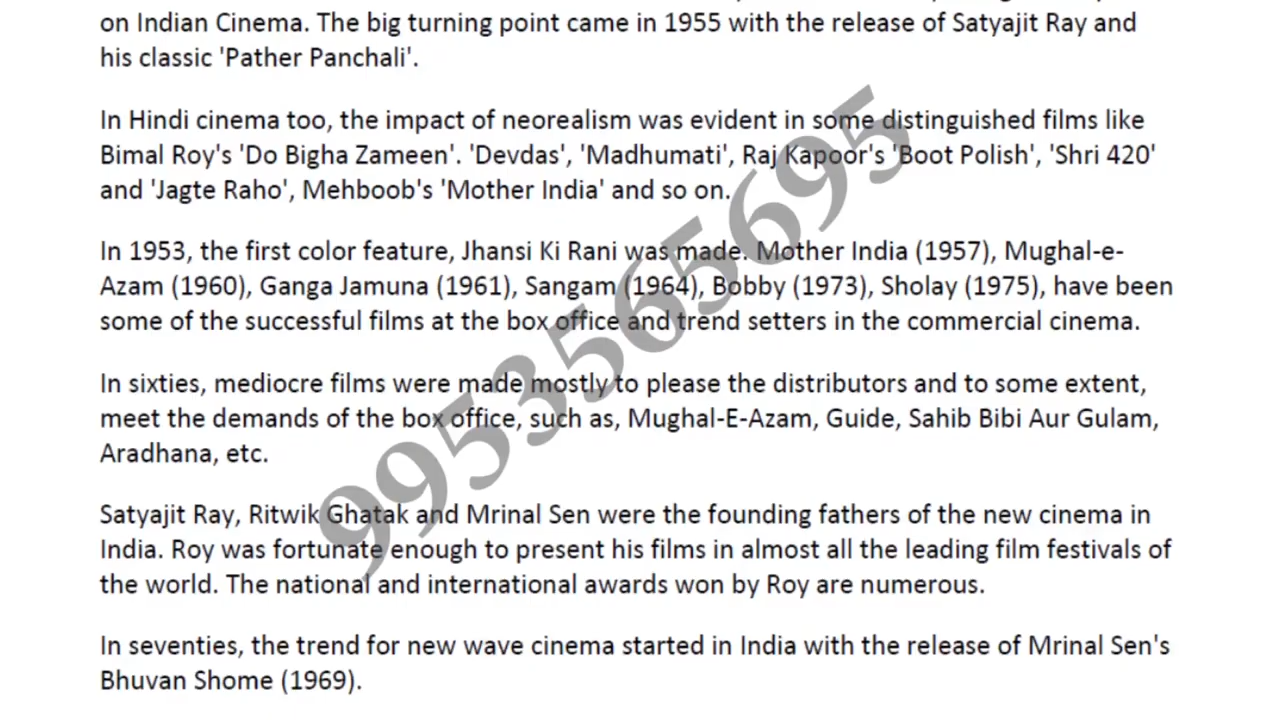 on Indian Cinema. The big turning point came in 1955 with the release of Satyajit Ray and
his classic 'Pather Panchali'.
In Hindi cinema too, the impact of neorealism was evident in some distinguished films like
Bimal Roy's 'Do Bigha Zameen'. 'Devdas', 'Madhumati', Raj Kapoor's 'Boot Polish', 'Shri 420'
and 'Jagte Raho', Mehboob's 'Mother India' and so on.
In 1953, the first color feature, Jhansi Ki Rani was made. Mother India (1957), Mughal-e-
Azam (1960), Ganga Jamuna (1961), Sangam (1964), Bobby (1973), Sholay (1975), have been
some of the successful films at the box office and trend setters in the commercial cinema.
In sixties, mediocre films were made mostly to please the distributors and to some extent,
meet the demands of the box office, such as, Mughal-E-Azam, Guide, Sahib Bibi Aur Gulam,
Aradhana, etc.
Satyajit Ray, Ritwik Ghatak and Mrinal Sen were the founding fathers of the new cinema in
India. Roy was fortunate enough to present his films in almost all the leading film festivals of
the world. The national and international awards won by Roy are numerous.
In seventies, the trend for new wave cinema started in India with the release of Mrinal Sen's
Bhuvan Shome (1969).
9953565695